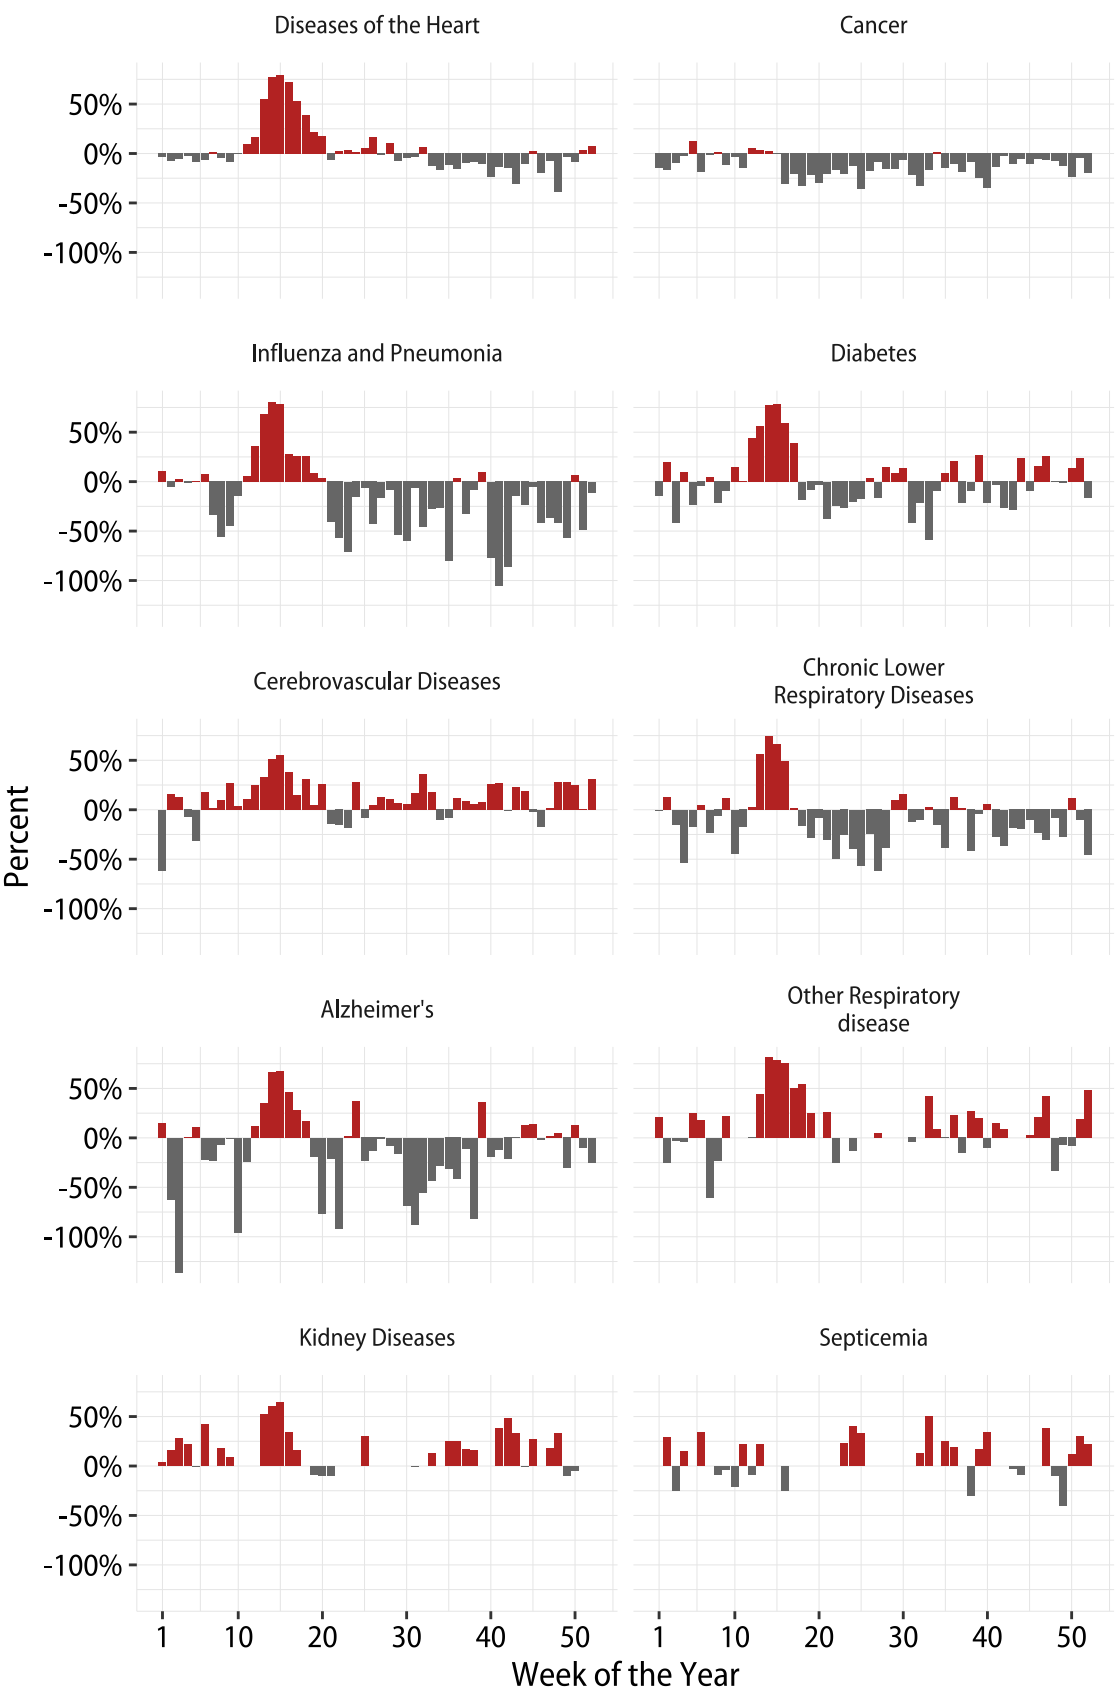 Diseases of the Heart
Cancer
50%
0%
-50%
-100%
Influenza and Pneumonia
Diabetes
50%
0%
-50%
-100%
Cerebrovascular Diseases
Chronic Lower
Respiratory Diseases
50%
0%
-50%
-100%
Percent
Alzheimer's
Other Respiratory
disease
50%
0%
-50%
-100%
Kidney Diseases
Septicemia
50%
0%
-50%
-100%
1 10 20 30 40 50
1 10 20 30 40 50
Week of the Year